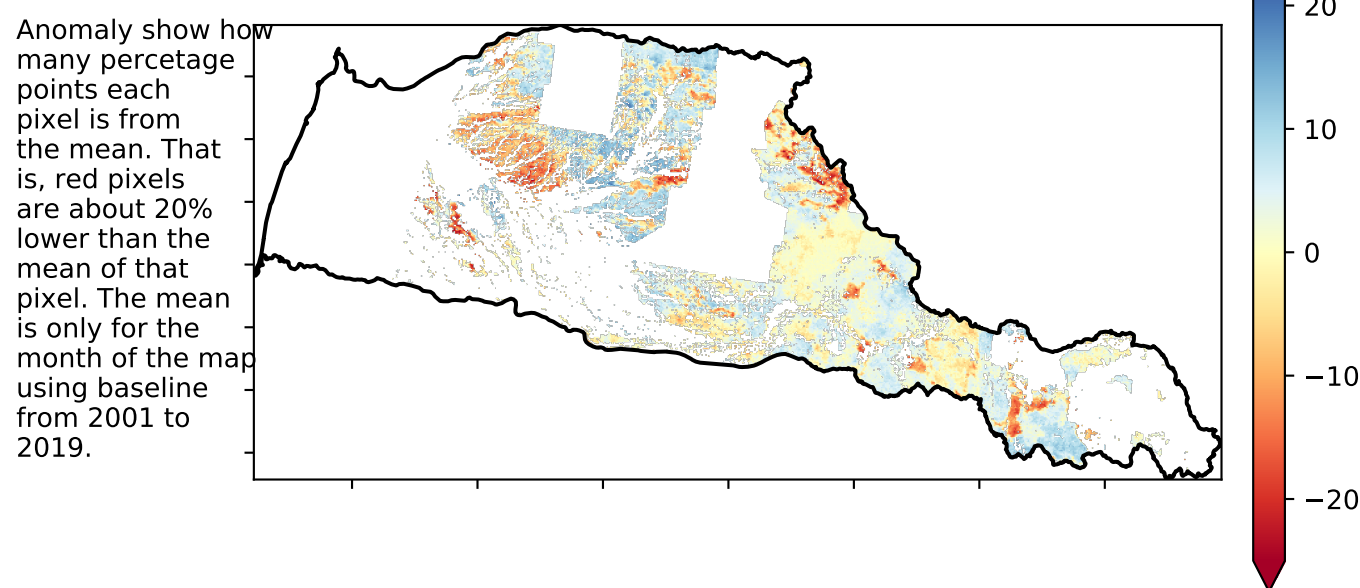 Anomaly show how
many percetage
points each
pixel is from
the mean. That
is, red pixels
are about 20%
lower than the
mean of that
pixel. The mean
is only for the
month of the map
using baseline
from 2001 to
2019.
20
10
0
−10
−20